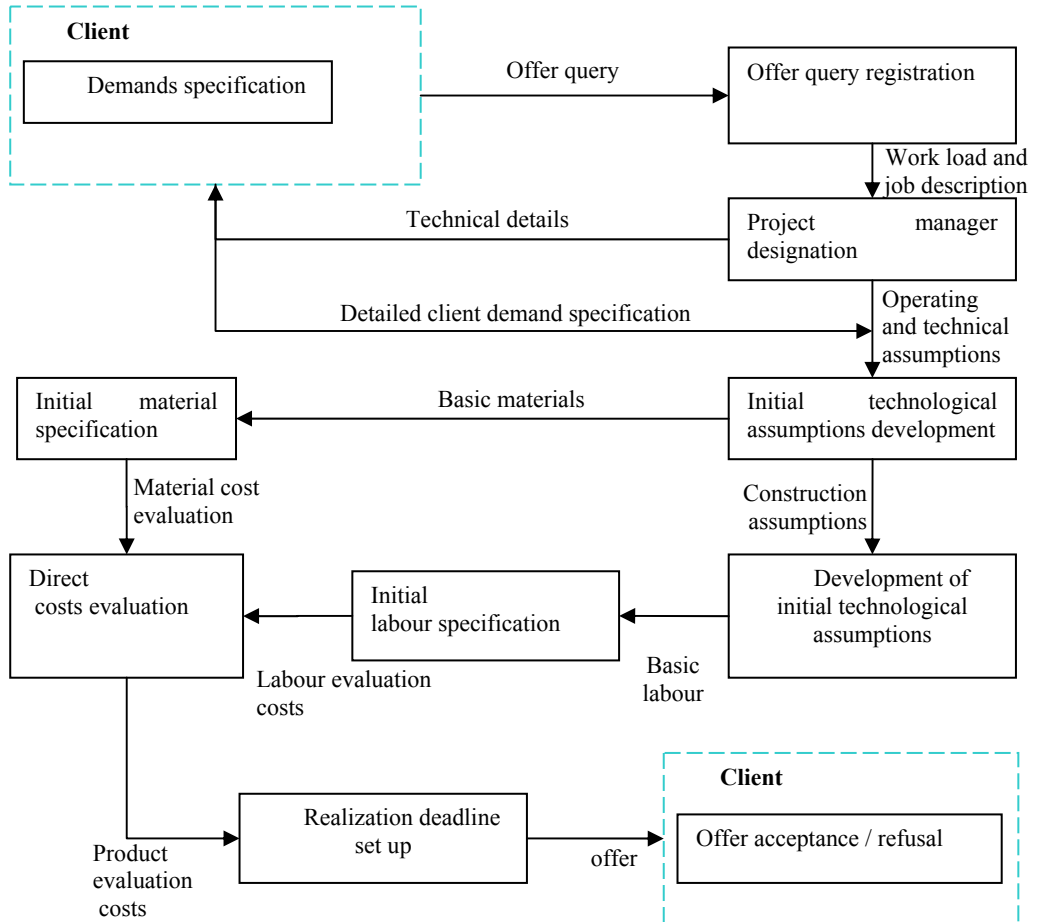 Client
Demands specification
Offer query
Offer query registration
Work load and
job description
Technical details
Project manager
designation
Detailed client demand specification
Operating
and technical
assumptions
Initial material
specification
Basic materials
Initial technological
assumptions development
Material cost
evaluation
Construction
assumptions
Direct
costs evaluation
Initial
labour specification
Development of
initial technological
assumptions
Labour evaluation
costs
Basic
labour
Client
Realization deadline
set up
Offer acceptance / refusal
Product
evaluation
costs
offer